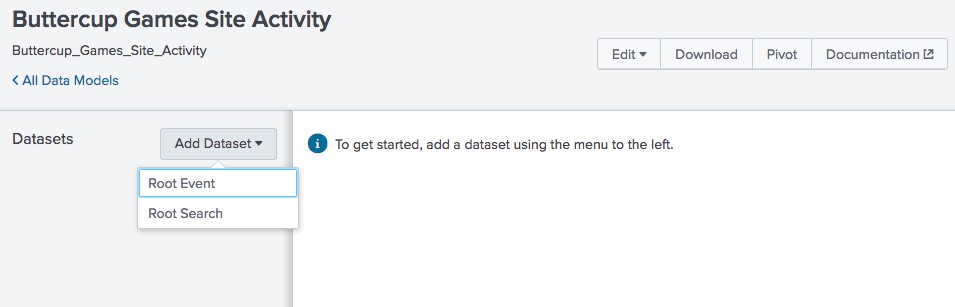 Buttercup Games Site Activity
Buttercup_Games_Site_Activity
Edit Download Pivot Documentation
< All Data Models
Datasets
Add Dataset
To get started, add a dataset using the menu to the left.
Root Event
Root Search